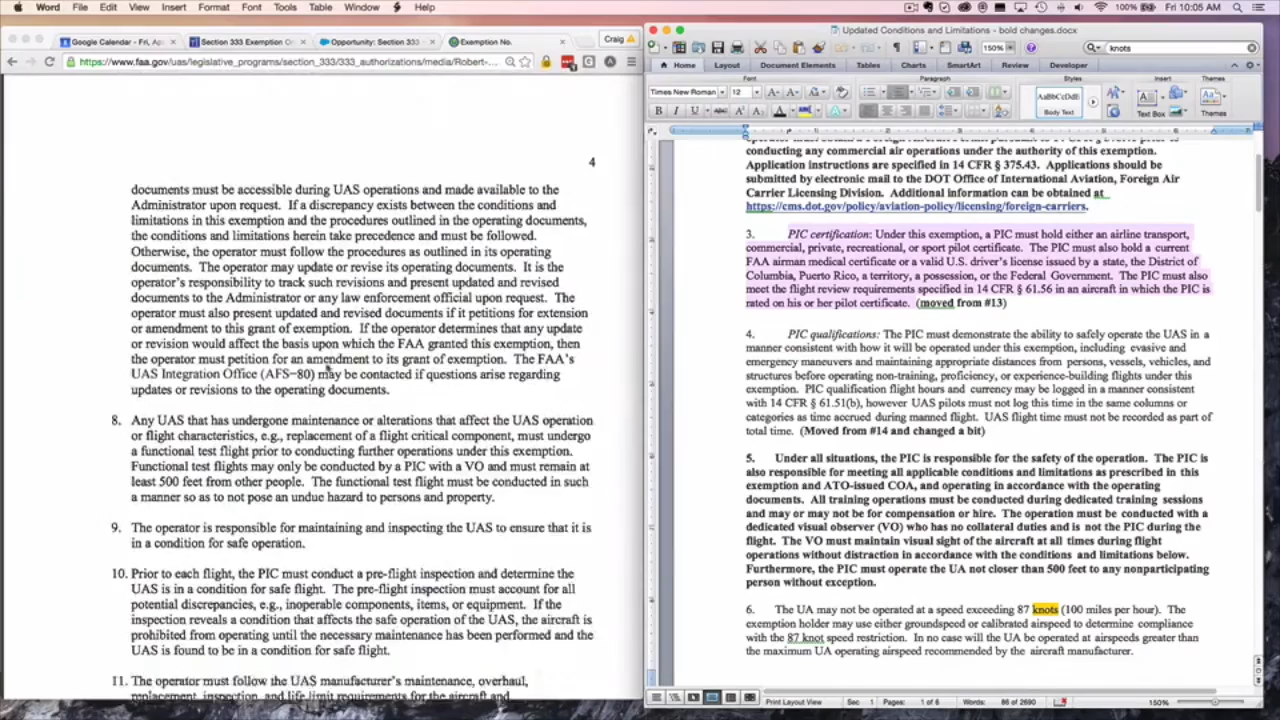 Word File Edit View Insert Format Font Tools Table Window Help
100% Fri 10:05 AM
Google Calendar - Fri, Ap
Section 333 Exemption O
Opportunity: Section 333
Exemption No.
Craig
https://www.faa.gov/uas/legislative_programs/section_333/333_authorizations/media/Robert-...
4
documents must be accessible during UAS operations and made available to the
Administrator upon request. If a discrepancy exists between the conditions and
limitations in this exemption and the procedures outlined in the operating documents,
the conditions and limitations herein take precedence and must be followed.
Otherwise, the operator must follow the procedures as outlined in its operating
documents. The operator may update or revise its operating documents. It is the
operator's responsibility to track such revisions and present updated and revised
documents to the Administrator or any law enforcement official upon request. The
operator must also present updated and revised documents if it petitions for extension
or amendment to this grant of exemption. If the operator determines that any update
or revision would affect the basis upon which the FAA granted this exemption, then
the operator must petition for an amendment to its grant of exemption. The FAA's
UAS Integration Office (AFS-80) may be contacted if questions arise regarding
updates or revisions to the operating documents.
8. Any UAS that has undergone maintenance or alterations that affect the UAS operation
or flight characteristics, e.g., replacement of a flight critical component, must undergo
a functional test flight prior to conducting further operations under this exemption.
Functional test flights may only be conducted by a PIC with a VO and must remain at
least 500 feet from other people. The functional test flight must be conducted in such
a manner so as to not pose an undue hazard to persons and property.
9. The operator is responsible for maintaining and inspecting the UAS to ensure that it is
in a condition for safe operation.
10. Prior to each flight, the PIC must conduct a pre-flight inspection and determine the
UAS is in a condition for safe flight. The pre-flight inspection must account for all
potential discrepancies, e.g., inoperable components, items, or equipment. If the
inspection reveals a condition that affects the safe operation of the UAS, the aircraft is
prohibited from operating until the necessary maintenance has been performed and the
UAS is found to be in a condition for safe flight.
11. The operator must follow the UAS manufacturer's maintenance, overhaul,
replacement, inspection, and life limit requirements for the aircraft and
Updated Conditions and Limitations - bold changes.docx
150% knots
Home Layout Document Elements Tables Charts SmartArt Review Developer
Font Paragraph Styles Insert Themes
Times New Roman 12
AaBbCcDdE
Body Text
Text Box
Themes
conducting any commercial air operations under the authority of this exemption.
Application instructions are specified in 14 CFR § 375.43. Applications should be
submitted by electronic mail to the DOT Office of International Aviation, Foreign Air
Carrier Licensing Division. Additional information can be obtained at
https://cms.dot.gov/policy/aviation-policy/licensing/foreign-carriers.
3. PIC certification: Under this exemption, a PIC must hold either an airline transport,
commercial, private, recreational, or sport pilot certificate. The PIC must also hold a current
FAA airman medical certificate or a valid U.S. driver's license issued by a state, the District of
Columbia, Puerto Rico, a territory, a possession, or the Federal Government. The PIC must also
meet the flight review requirements specified in 14 CFR § 61.56 in an aircraft in which the PIC is
rated on his or her pilot certificate. (moved from #13)
4. PIC qualifications: The PIC must demonstrate the ability to safely operate the UAS in a
manner consistent with how it will be operated under this exemption, including evasive and
emergency maneuvers and maintaining appropriate distances from persons, vessels, vehicles, and
structures before operating non-training, proficiency, or experience-building flights under this
exemption. PIC qualification flight hours and currency may be logged in a manner consistent
with 14 CFR § 61.51(b), however UAS pilots must not log this time in the same columns or
categories as time accrued during manned flight. UAS flight time must not be recorded as part of
total time. (Moved from #14 and changed a bit)
5. Under all situations, the PIC is responsible for the safety of the operation. The PIC is
also responsible for meeting all applicable conditions and limitations as prescribed in this
exemption and ATO-issued COA, and operating in accordance with the operating
documents. All training operations must be conducted during dedicated training sessions
and may or may not be for compensation or hire. The operation must be conducted with a
dedicated visual observer (VO) who has no collateral duties and is not the PIC during the
flight. The VO must maintain visual sight of the aircraft at all times during flight
operations without distraction in accordance with the conditions and limitations below.
Furthermore, the PIC must operate the UA not closer than 500 feet to any nonparticipating
person without exception.
6. The UA may not be operated at a speed exceeding 87 knots (100 miles per hour). The
exemption holder may use either groundspeed or calibrated airspeed to determine compliance
with the 87 knot speed restriction. In no case will the UA be operated at airspeeds greater than
the maximum UA operating airspeed recommended by the aircraft manufacturer.
Print Layout View Sec 1 Pages: 1 of 6 Words: 86 of 2690 150%